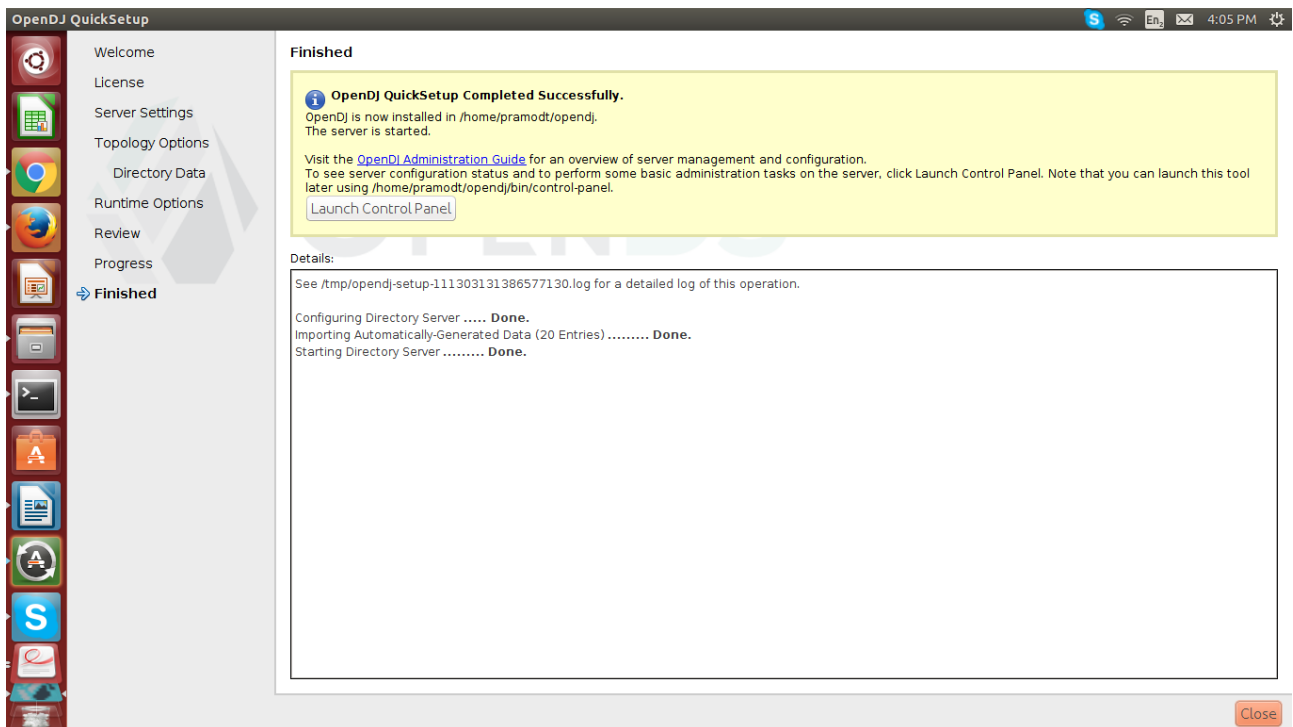 OpenDJ QuickSetup
S En2 4:05 PM
Welcome
License
Server Settings
Topology Options
Directory Data
Runtime Options
Review
Progress
Finished
Finished
OpenDJ QuickSetup Completed Successfully.
OpenDJ is now installed in /home/pramodt/opendj.
The server is started.
Visit the OpenDJ Administration Guide for an overview of server management and configuration.
To see server configuration status and to perform some basic administration tasks on the server, click Launch Control Panel. Note that you can launch this tool
later using /home/pramodt/opendj/bin/control-panel.
Launch Control Panel
OPENDJ
Details:
See /tmp/opendj-setup-111303131386577130.log for a detailed log of this operation.
Configuring Directory Server ..... Done.
Importing Automatically-Generated Data (20 Entries) ......... Done.
Starting Directory Server ......... Done.
Close